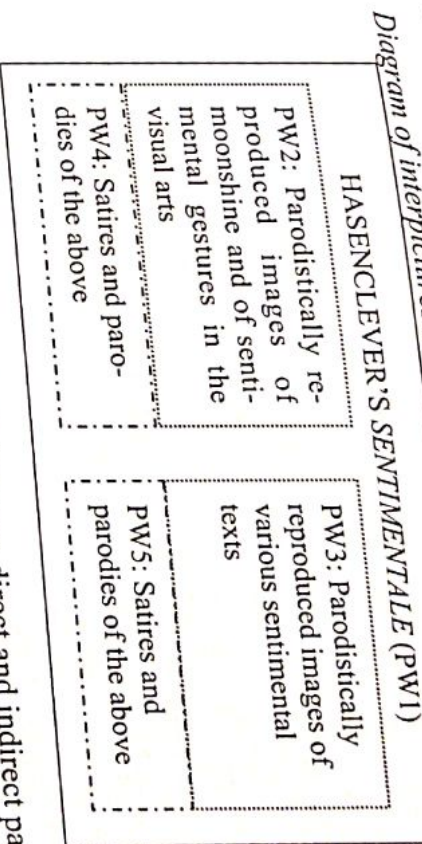 Diagram of interpictural
HASENCLEVER'S SENTIMENTALE (PW1)
PW2: Parodistically re-
produced images of
moonshine and of senti-
mental gestures in the
visual arts
PW4: Satires and paro-
dies of the above
PW3: Parodistically
reproduced images of
various sentimental
texts
PW5: Satires and
parodies of the above
direct and indirect pa